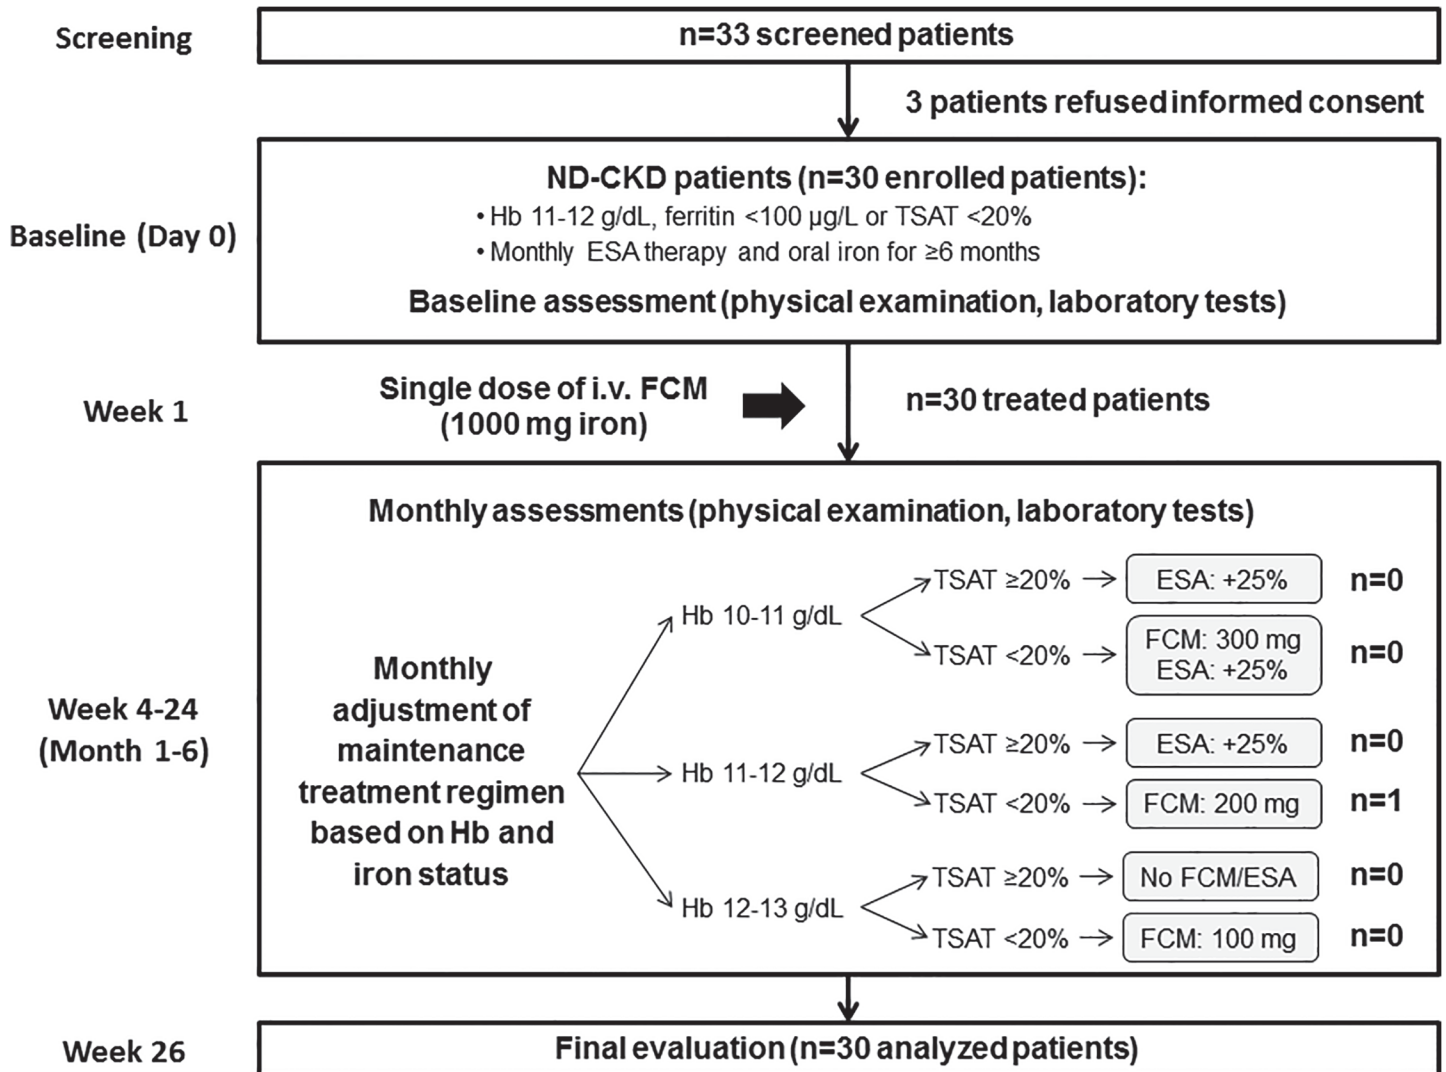 Screening
n=33 screened patients
3 patients refused informed consent
Baseline (Day 0)
ND-CKD patients (n=30 enrolled patients):
• Hb 11-12 g/dL, ferritin <100 µg/L or TSAT <20%
• Monthly ESA therapy and oral iron for ≥6 months
Baseline assessment (physical examination, laboratory tests)
Week 1
Single dose of i.v. FCM
(1000 mg iron)
n=30 treated patients
Week 4-24
(Month 1-6)
Monthly assessments (physical examination, laboratory tests)
Monthly
adjustment of
maintenance
treatment regimen
based on Hb and
iron status
Hb 10-11 g/dL
TSAT ≥20%
ESA: +25%
n=0
TSAT <20%
FCM: 300 mg
ESA: +25%
n=0
Hb 11-12 g/dL
TSAT ≥20%
ESA: +25%
n=0
TSAT <20%
FCM: 200 mg
n=1
Hb 12-13 g/dL
TSAT ≥20%
No FCM/ESA
n=0
TSAT <20%
FCM: 100 mg
n=0
Week 26
Final evaluation (n=30 analyzed patients)